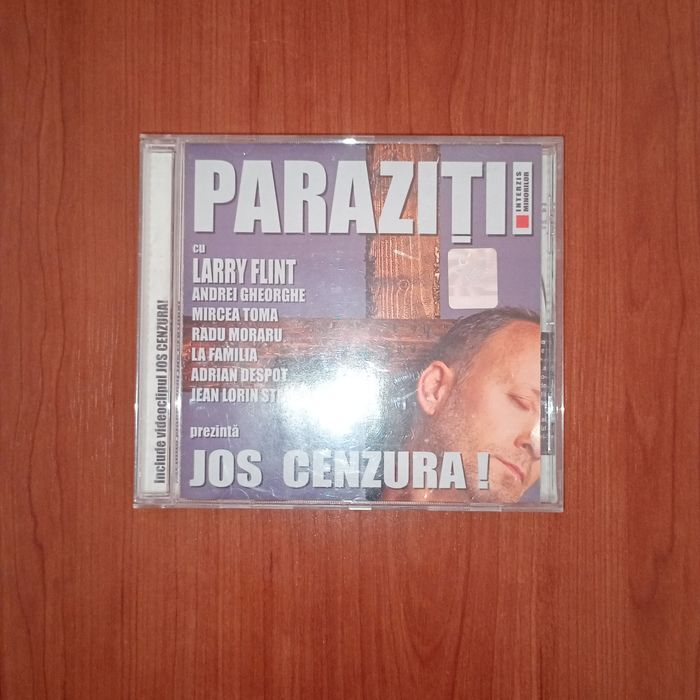 PARAZIȚII
INTERZIS
MINORILOR
cu
LARRY FLINT
ANDREI GHEORGHE
MIRCEA TOMA
RADU MORARU
LA FAMILIA
ADRIAN DESPOT
JEAN LORIN
prezintă
JOS CENZURA !
Include videoclipul JOS CENZURA!